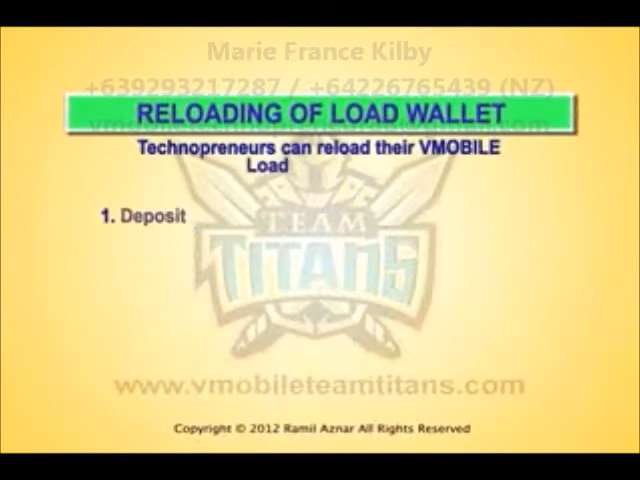 Marie France Kilby
+639293217287 / +64226765439 (NZ)
RELOADING OF LOAD WALLET
Technopreneurs can reload their VMOBILE
Load
1. Deposit
TEAM
TITANS
www.vmobileteamtitans.com
Copyright © 2012 Ramil Aznar All Rights Reserved